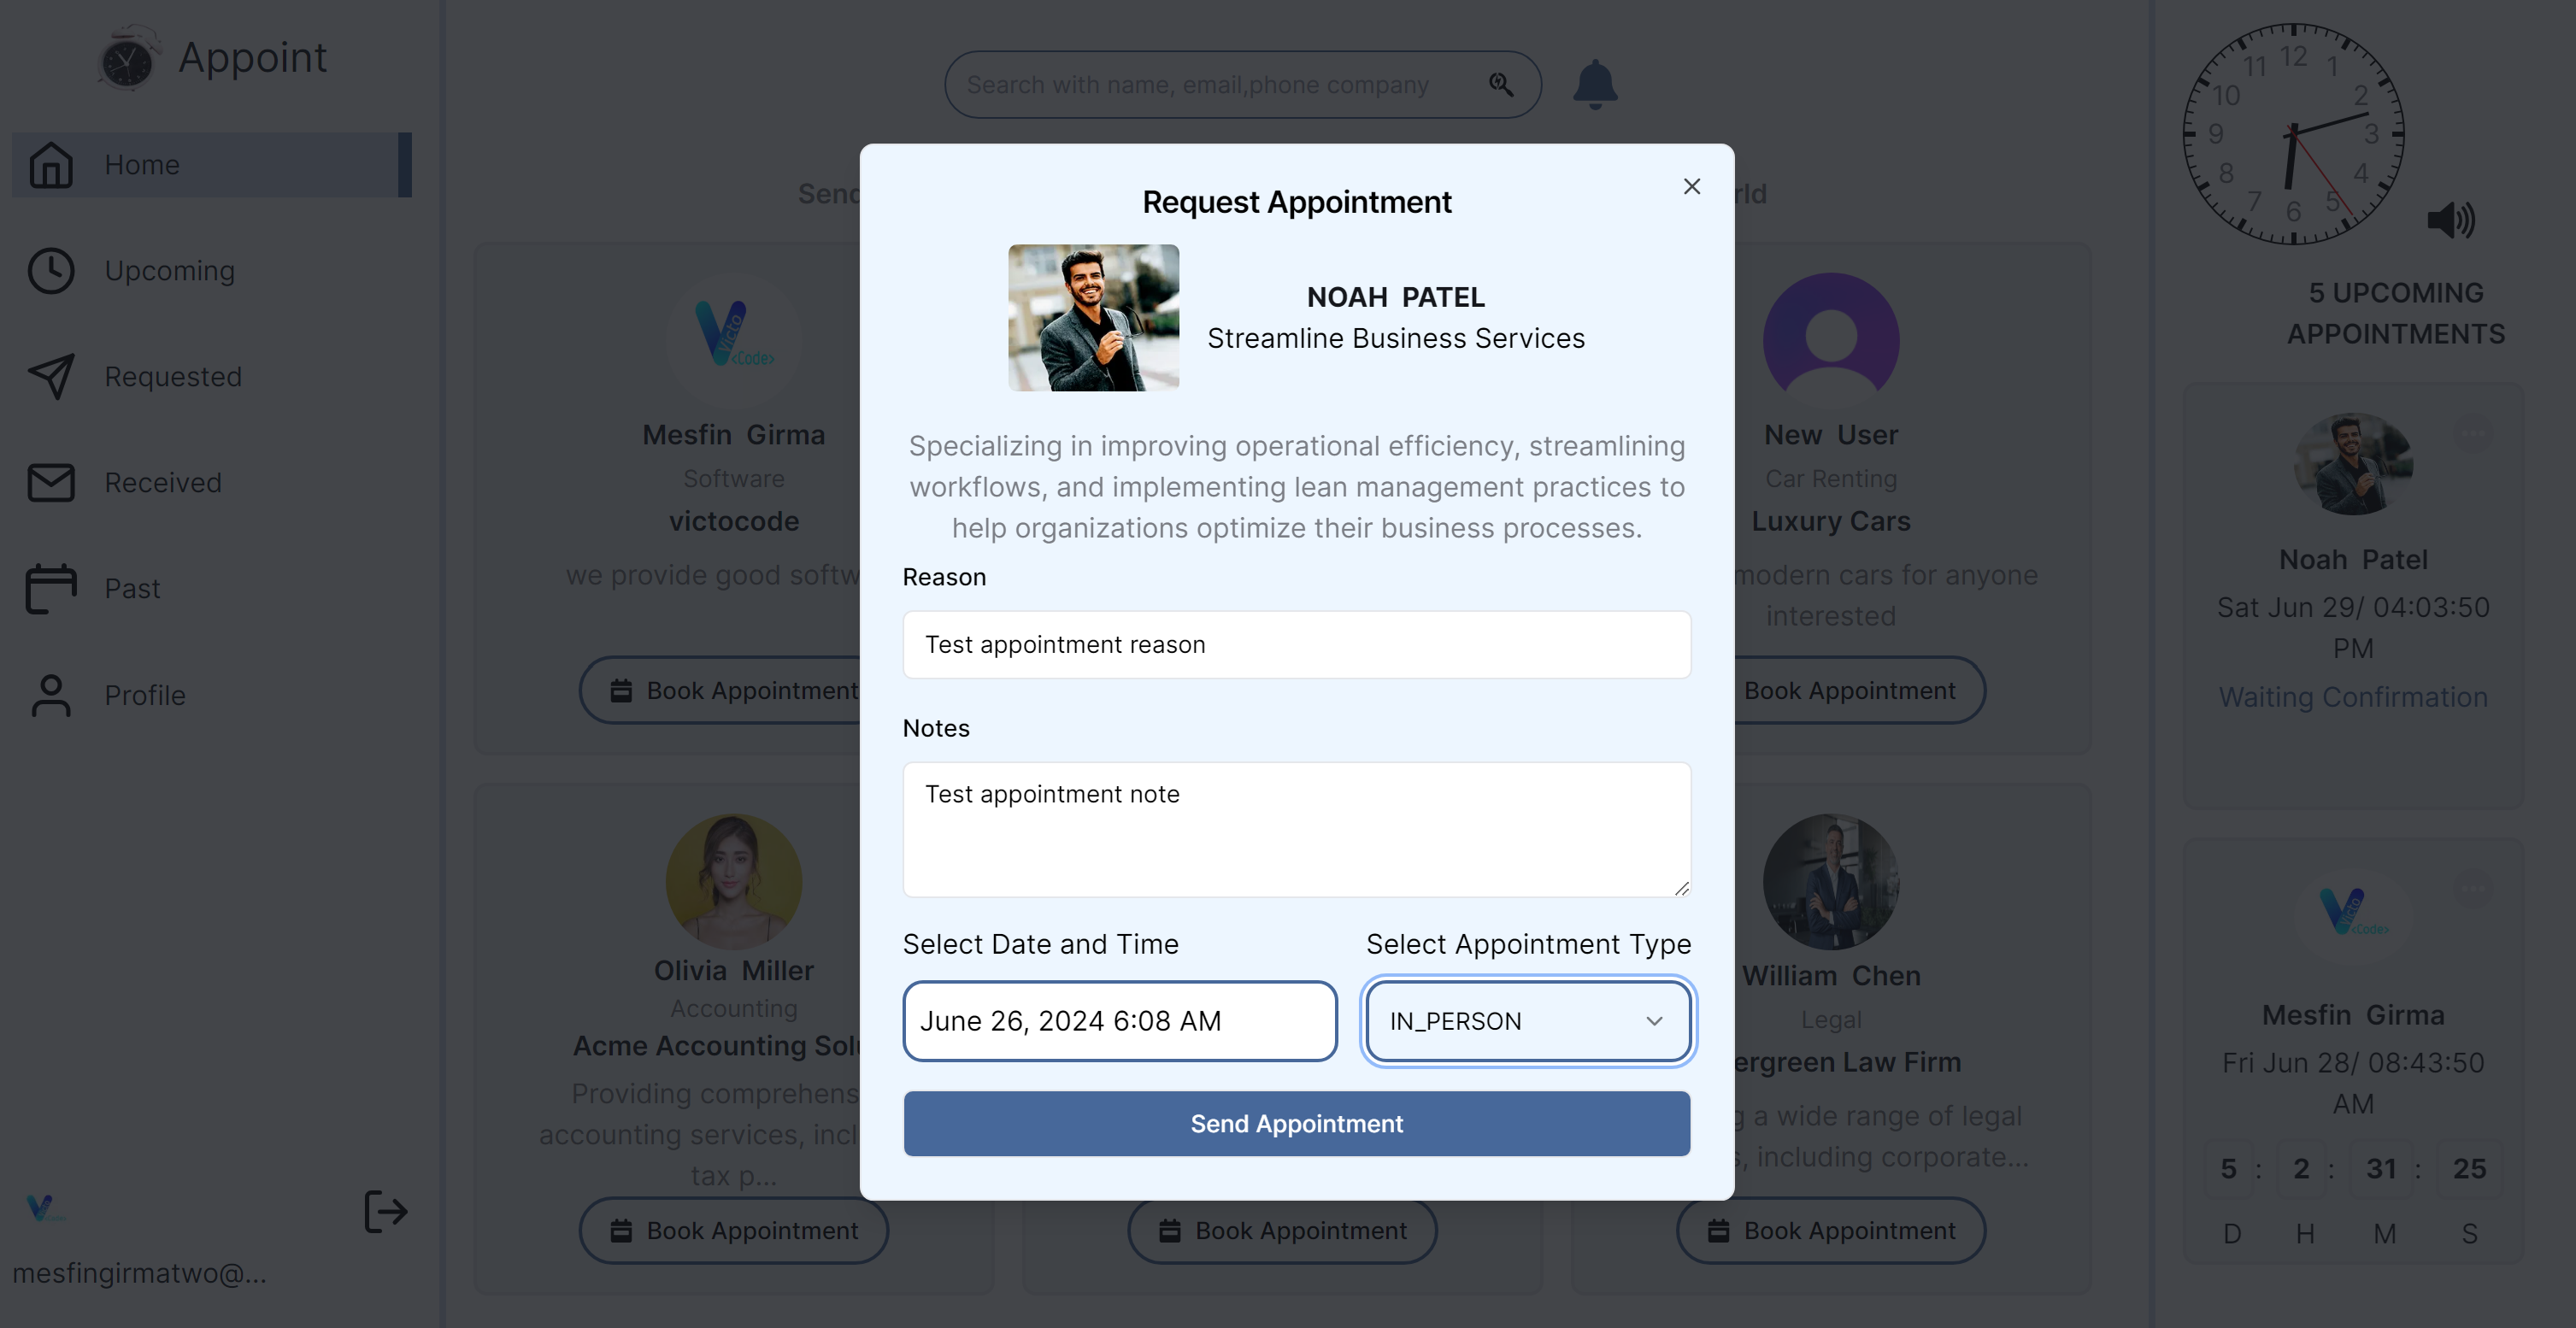 Appoint
Home
Upcoming
Requested
Received
Past
Profile
mesfingirmatwo@...
Search with name, email,phone company
Send
Request Appointment
NOAH PATEL
Streamline Business Services
Specializing in improving operational efficiency, streamlining
workflows, and implementing lean management practices to
help organizations optimize their business processes.
Reason
Test appointment reason
Notes
Test appointment note
Select Date and Time
Select Appointment Type
June 26, 2024 6:08 AM
IN_PERSON
Send Appointment
Victo
<Code>
Mesfin Girma
Software
victocode
we provide good softw
Book Appointment
New User
Car Renting
Luxury Cars
modern cars for anyone
interested
Book Appointment
Olivia Miller
Accounting
Acme Accounting Solu
Providing comprehens
accounting services, incl
tax p...
Book Appointment
Book Appointment
William Chen
Legal
ergreen Law Firm
g a wide range of legal
s, including corporate...
Book Appointment
12
1
2
3
4
5
6
7
8
9
10
11
5 UPCOMING
APPOINTMENTS
Noah Patel
Sat Jun 29/ 04:03:50
PM
Waiting Confirmation
Victo
<Code>
Mesfin Girma
Fri Jun 28/ 08:43:50
AM
5 : 2 : 31 : 25
D H M S